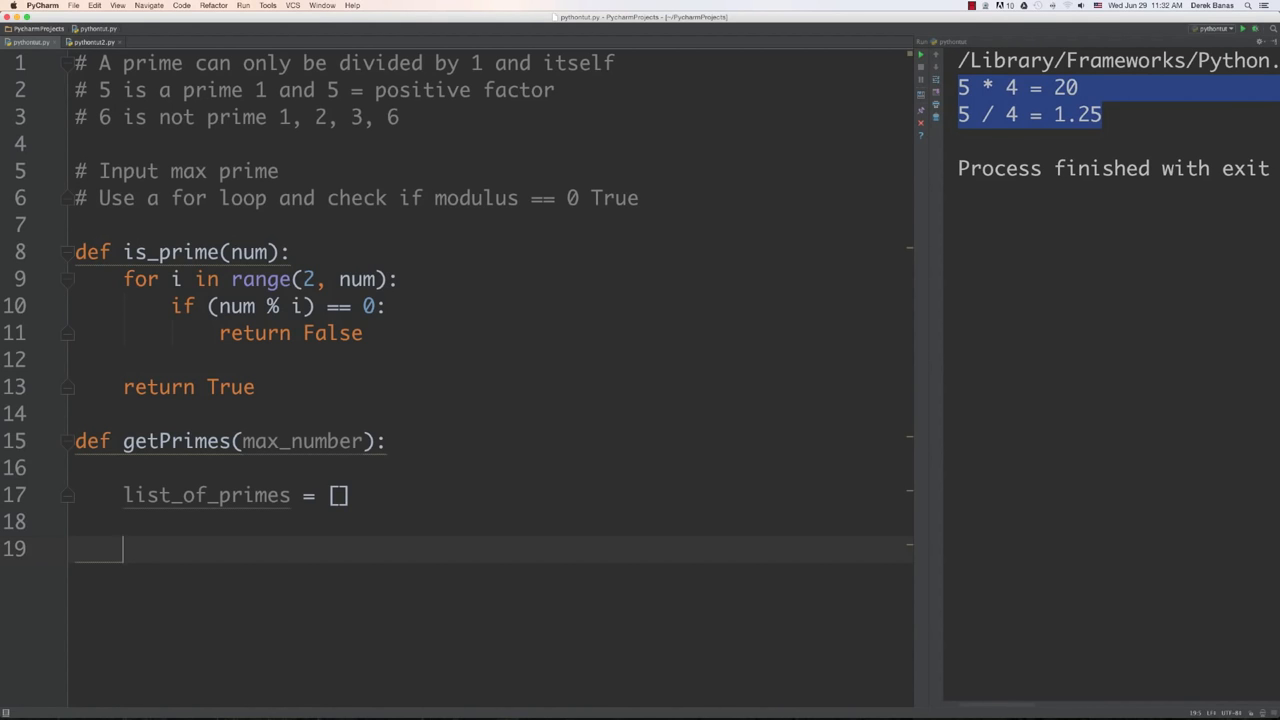 PyCharm File Edit View Navigate Code Refactor Run Tools VCS Window Help 10 Wed Jun 29 11:32 AM Derek Banas
pythontut.py - PycharmProjects - [~/PycharmProjects]
PycharmProjects pythontut.py pythontut
pythontut.py × pythontut2.py × Run pythontut
1 # A prime can only be divided by 1 and itself
2 # 5 is a prime 1 and 5 = positive factor
3 # 6 is not prime 1, 2, 3, 6
4
5 # Input max prime
6 # Use a for loop and check if modulus == 0 True
7
8 def is_prime(num):
9 for i in range(2, num):
10 if (num % i) == 0:
11 return False
12
13 return True
14
15 def getPrimes(max_number):
16
17 list_of_primes = []
18
19
/Library/Frameworks/Python.
5 * 4 = 20
5 / 4 = 1.25
Process finished with exit
19:5 LF÷ UTF-8÷